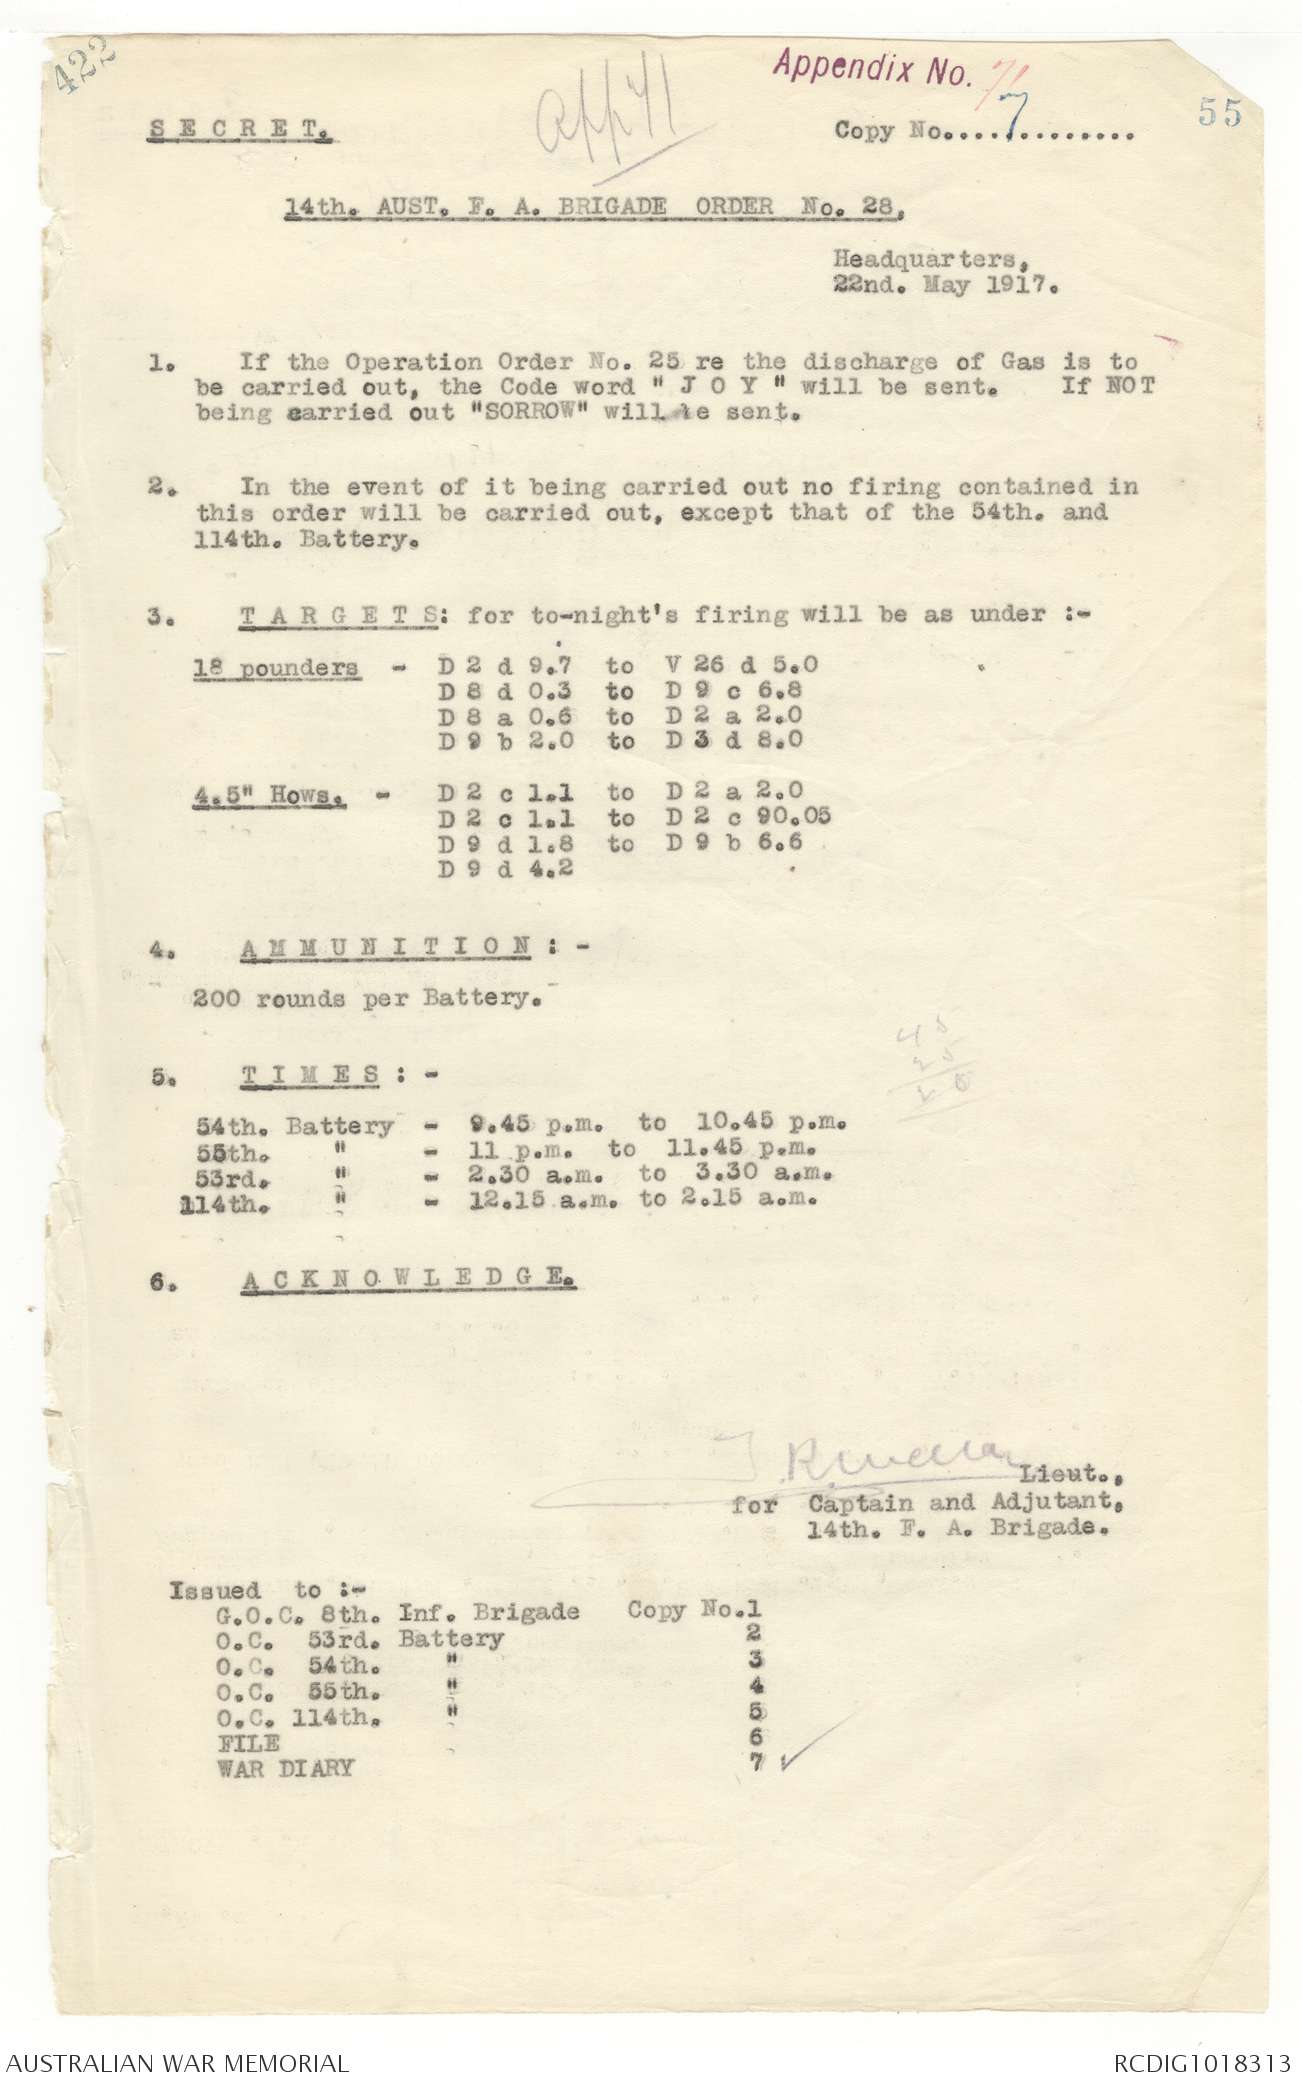 422
App 71
Appendix No. 71
55
SECRET.
Copy No....7.........
14th. AUST. F. A. BRIGADE ORDER No. 28,
Headquarters,
22nd. May 1917.
1. If the Operation Order No. 25 re the discharge of Gas is to
be carried out, the Code word " J O Y " will be sent. If NOT
being carried out "SORROW" will be sent.
2. In the event of it being carried out no firing contained in
this order will be carried out, except that of the 54th. and
114th. Battery.
3. T A R G E T S: for to-night's firing will be as under :-
18 pounders - D 2 d 9.7 to V 26 d 5.0
D 8 d 0.3 to D 9 c 6.8
D 8 a 0.6 to D 2 a 2.0
D 9 b 2.0 to D 3 d 8.0
4.5" Hows. - D 2 c 1.1 to D 2 a 2.0
D 2 c 1.1 to D 2 c 90.05
D 9 d 1.8 to D 9 b 6.6
D 9 d 4.2
4. A M M U N I T I O N : -
200 rounds per Battery.
45
25
20
5. T I M E S : -
54th. Battery - 9.45 p.m. to 10.45 p.m.
55th. " - 11 p.m. to 11.45 p.m.
53rd. " - 2.30 a.m. to 3.30 a.m.
114th. " - 12.15 a.m. to 2.15 a.m.
6. A C K N O W L E D G E.
Lieut.,
for Captain and Adjutant,
14th. F. A. Brigade.
Issued to :-
G.O.C. 8th. Inf. Brigade Copy No.1
O.C. 53rd. Battery 2
O.C. 54th. " 3
O.C. 55th. " 4
O.C. 114th. " 5
FILE 6
WAR DIARY 7
AUSTRALIAN WAR MEMORIAL
RCDIG1018313